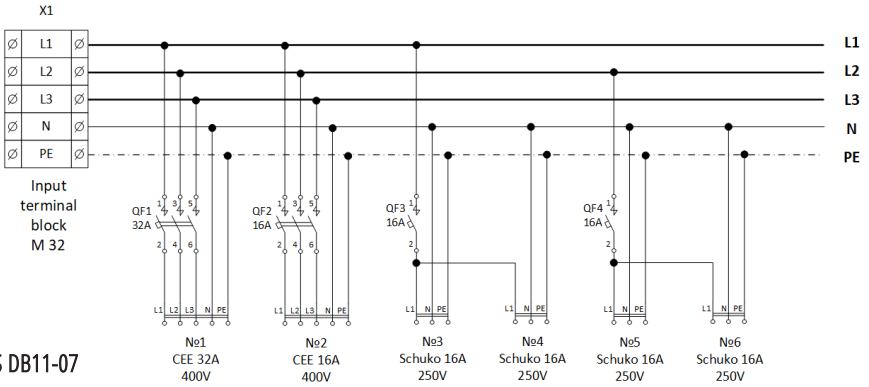 X1
L1
L2
L3
N
PE
L1
L2
L3
N
PE
Input
terminal
block
M 32
QF1
32A
1 3 5
2 4 6
QF2
16A
1 3 5
2 4 6
QF3
16A
1
2
QF4
16A
1
2
L1 L2 L3 N PE
L1 L2 L3 N PE
L1 N PE
L1 N PE
L1 N PE
L1 N PE
№1
CEE 32A
400V
№2
CEE 16A
400V
№3
Schuko 16A
250V
№4
Schuko 16A
250V
№5
Schuko 16A
250V
№6
Schuko 16A
250V
DB11-07